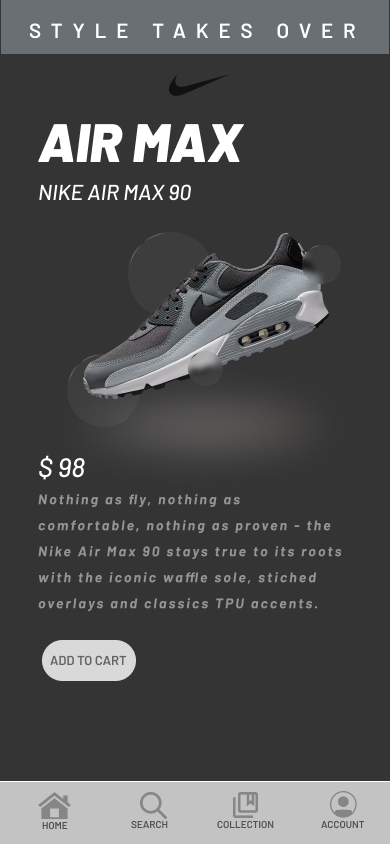 STYLE TAKES OVER
AIR MAX
NIKE AIR MAX 90
$ 98
Nothing as fly, nothing as
comfortable, nothing as proven - the
Nike Air Max 90 stays true to its roots
with the iconic waffle sole, stiched
overlays and classics TPU accents.
ADD TO CART
HOME
SEARCH
COLLECTION
ACCOUNT